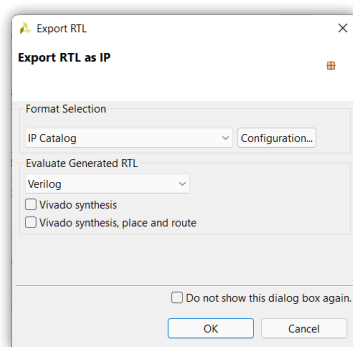 Export RTL
Export RTL as IP
Format Selection
IP Catalog
Configuration...
Evaluate Generated RTL
Verilog
Vivado synthesis
Vivado synthesis, place and route
Do not show this dialog box again.
OK
Cancel